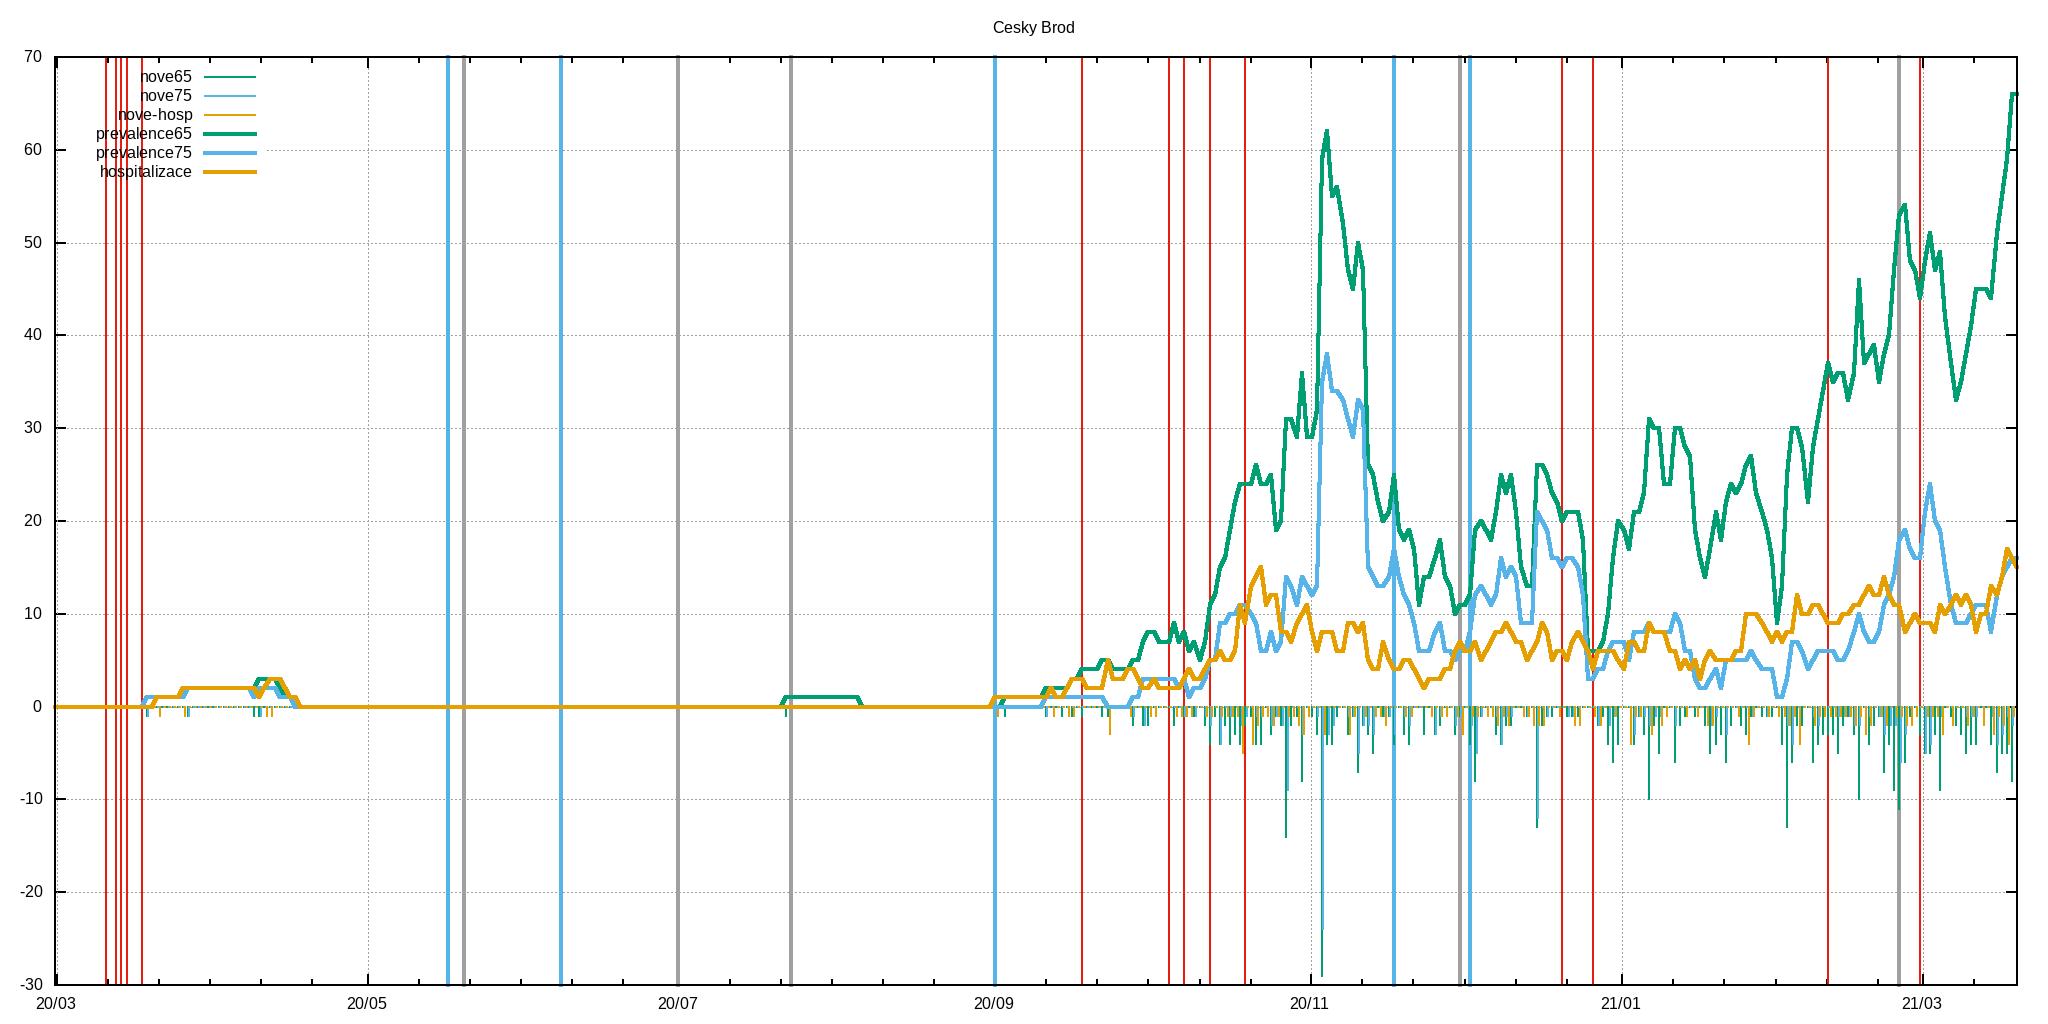 Cesky Brod
70
60
50
40
30
20
10
0
-10
-20
-30
nove65
nove75
nove-hosp
prevalence65
prevalence75
hospitalizace
20/03 20/05 20/07 20/09 20/11 21/01 21/03